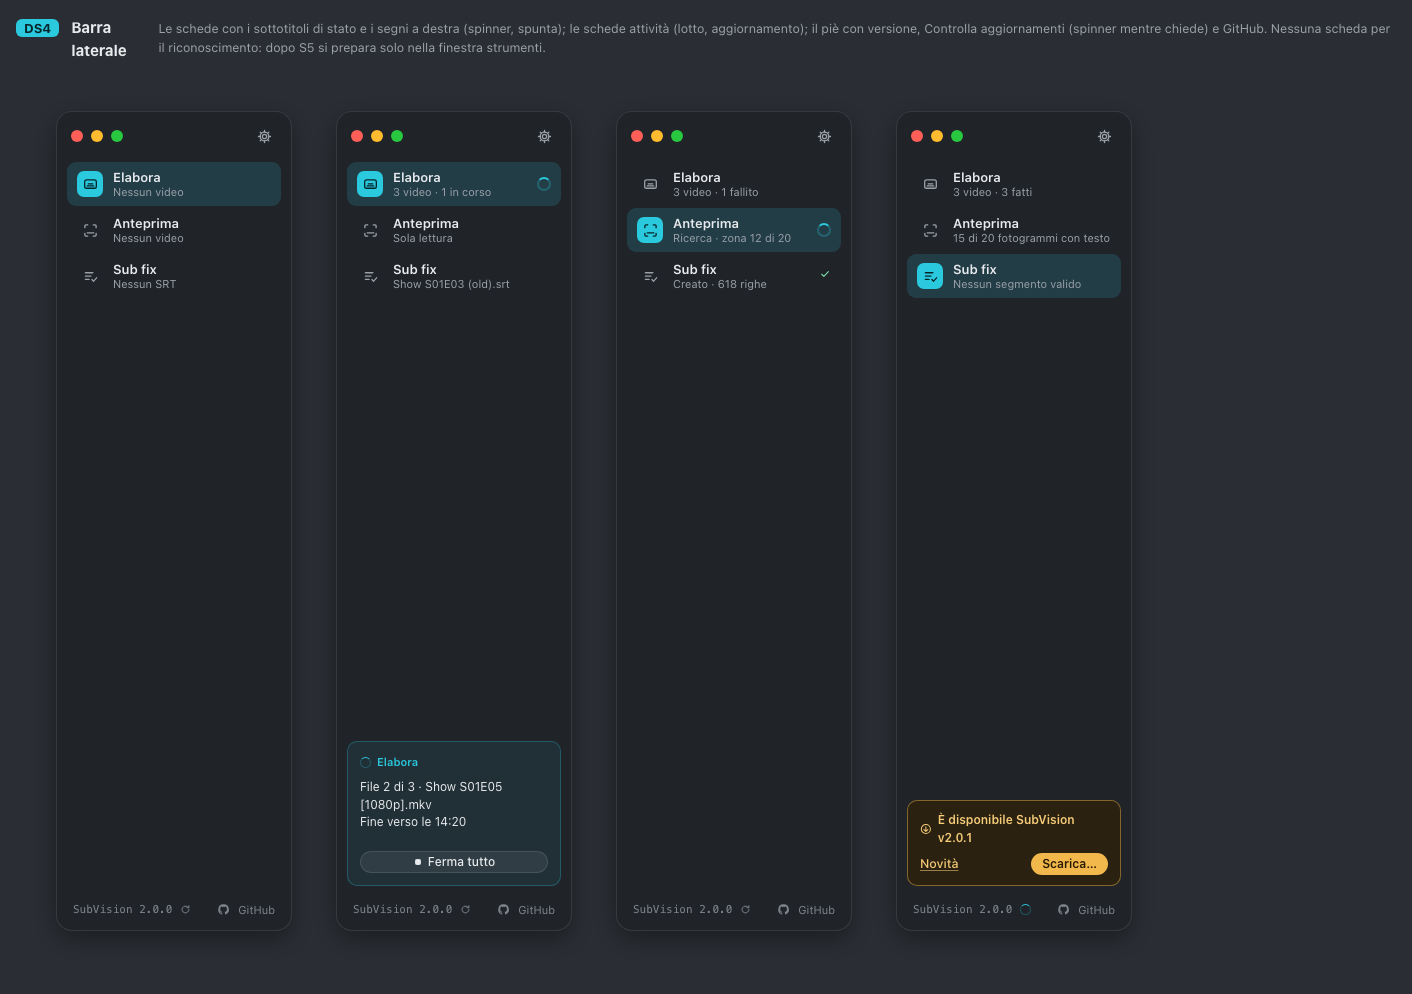 DS4
Barra
laterale
Le schede con i sottotitoli di stato e i segni a destra (spinner, spunta); le schede attività (lotto, aggiornamento); il piè con versione, Controlla aggiornamenti (spinner mentre chiede) e GitHub. Nessuna scheda per
il riconoscimento: dopo S5 si prepara solo nella finestra strumenti.
Elabora
Nessun video
Anteprima
Nessun video
Sub fix
Nessun SRT
SubVision 2.0.0
GitHub
Elabora
3 video · 1 in corso
Anteprima
Sola lettura
Sub fix
Show S01E03 (old).srt
Elabora
File 2 di 3 · Show S01E05
[1080p].mkv
Fine verso le 14:20
Ferma tutto
SubVision 2.0.0
GitHub
Elabora
3 video · 1 fallito
Anteprima
Ricerca · zona 12 di 20
Sub fix
Creato · 618 righe
SubVision 2.0.0
GitHub
Elabora
3 video · 3 fatti
Anteprima
15 di 20 fotogrammi con testo
Sub fix
Nessun segmento valido
È disponibile SubVision
v2.0.1
Novità
Scarica...
SubVision 2.0.0
GitHub